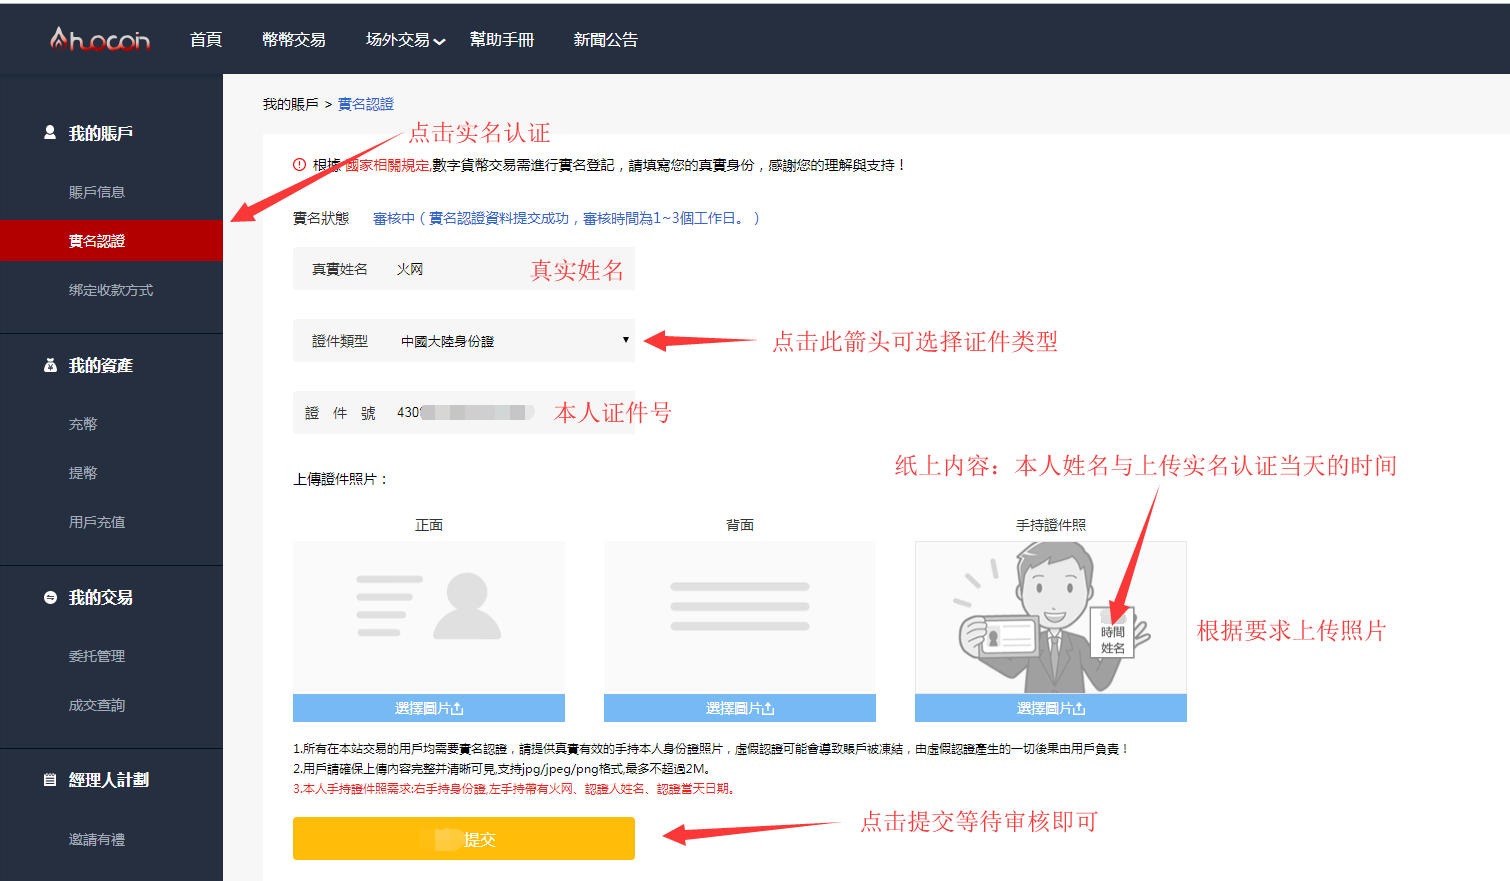 Ahuocoin 首頁 幣幣交易 场外交易 幫助手冊 新聞公告
我的賬戶 > 實名認證
点击实名认证
我的賬戶
根據 國家相關規定,數字貨幣交易需進行實名登記，請填寫您的真實身份，感謝您的理解與支持！
賬戶信息
實名狀態 審核中（實名認證資料提交成功，審核時間為1~3個工作日。）
實名認證
真實姓名 火网 真实姓名
绑定收款方式
證件類型 中國大陸身份證 点击此箭头可选择证件类型
我的資產
證 件 號 430 本人证件号
充幣
纸上内容：本人姓名与上传实名认证当天的时间
提幣
上傳證件照片：
用戶充值
正面 背面 手持證件照
我的交易
時間
姓名
根据要求上传照片
委托管理
成交查詢
選擇圖片 選擇圖片 選擇圖片
1.所有在本站交易的用戶均需要實名認證，請提供真實有效的手持本人身份證照片，虛假認證可能會導致賬戶被凍結，由虛假認證產生的一切後果由用戶負責！
2.用戶請確保上傳内容完整并清晰可見,支持jpg/jpeg/png格式,最多不超過2M。
經理人計劃
3.本人手持證件照需求:右手持身份證,左手持帶有火网、認證人姓名、認證當天日期。
点击提交等待审核即可
邀請有禮
提交